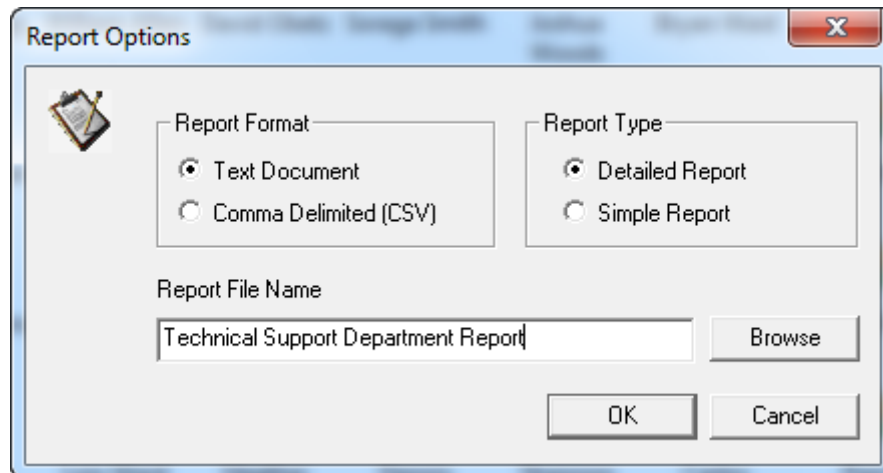 Report Options
Report Format
Text Document
Comma Delimited (CSV)
Report Type
Detailed Report
Simple Report
Report File Name
Technical Support Department Report
Browse
OK
Cancel